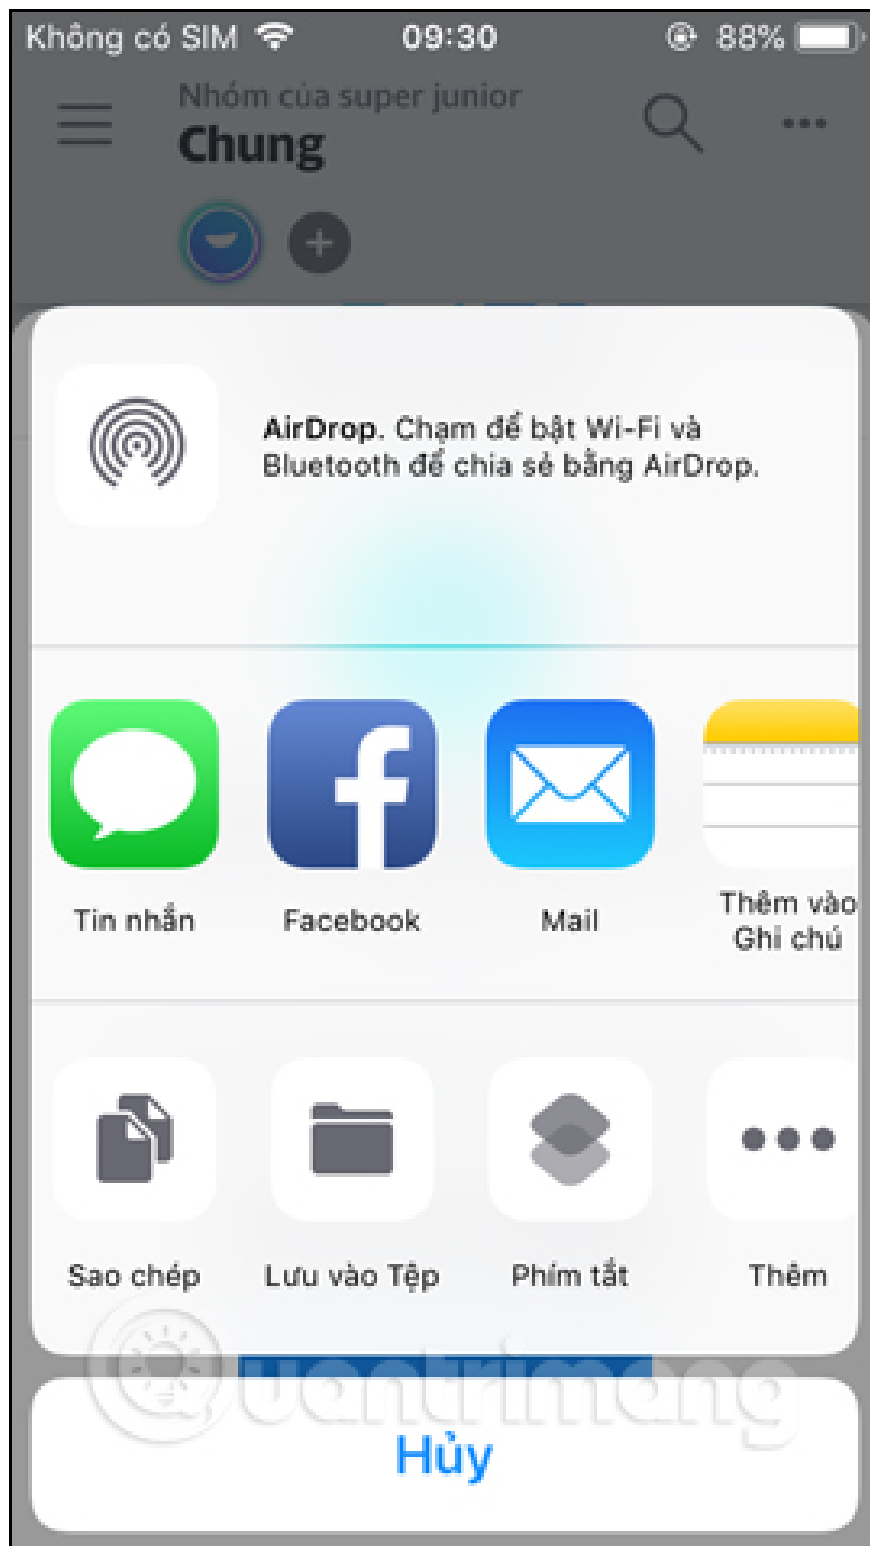 Không có SIM 09:30 88%
Nhóm của super junior
Chung
AirDrop. Chạm để bật Wi-Fi và
Bluetooth để chia sẻ bằng AirDrop.
Tin nhắn Facebook Mail Thêm vào
Ghi chú
Sao chép Lưu vào Tệp Phím tắt Thêm
Quantrimang
Hủy